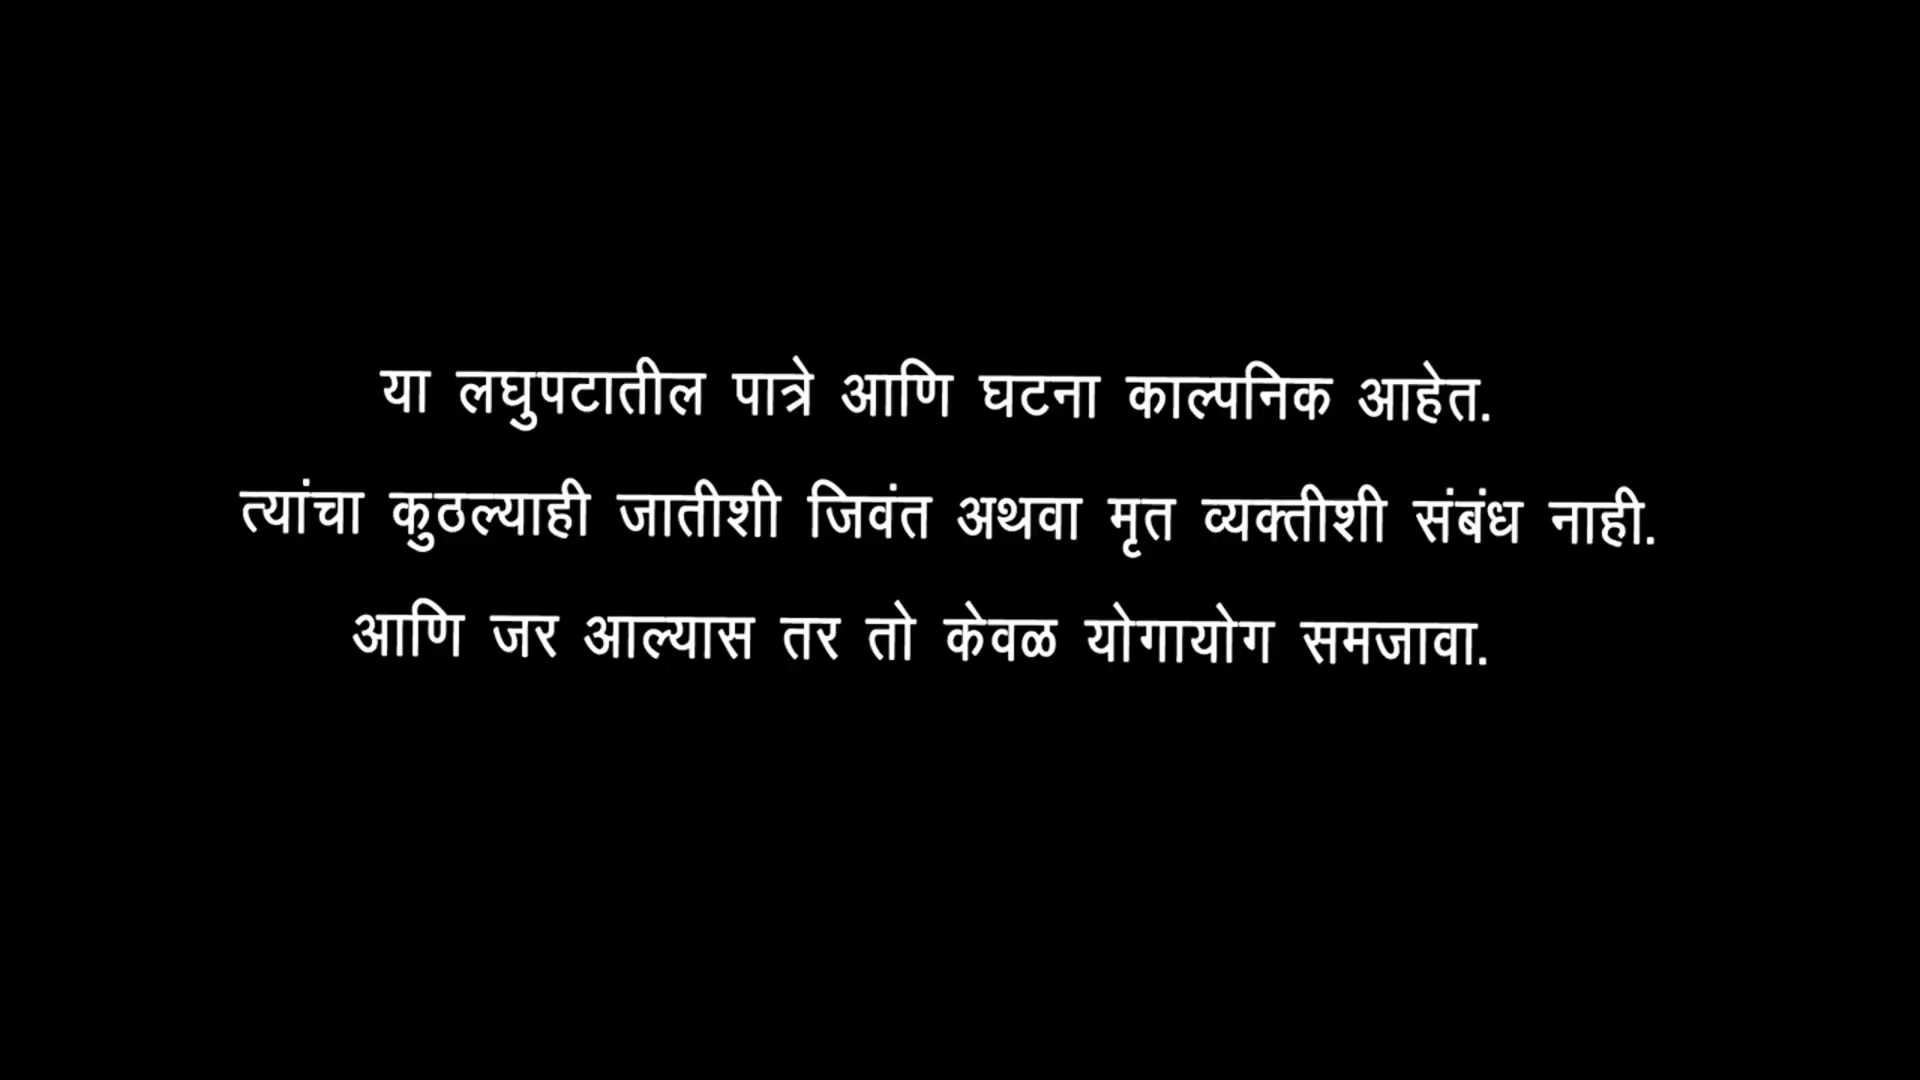 या लघुपटातील पात्रे आणि घटना काल्पनिक आहेत.
त्यांचा कुठल्याही जातीशी जिवंत अथवा मृत व्यक्तीशी संबंध नाही.
आणि जर आल्यास तर तो केवळ योगायोग समजावा.